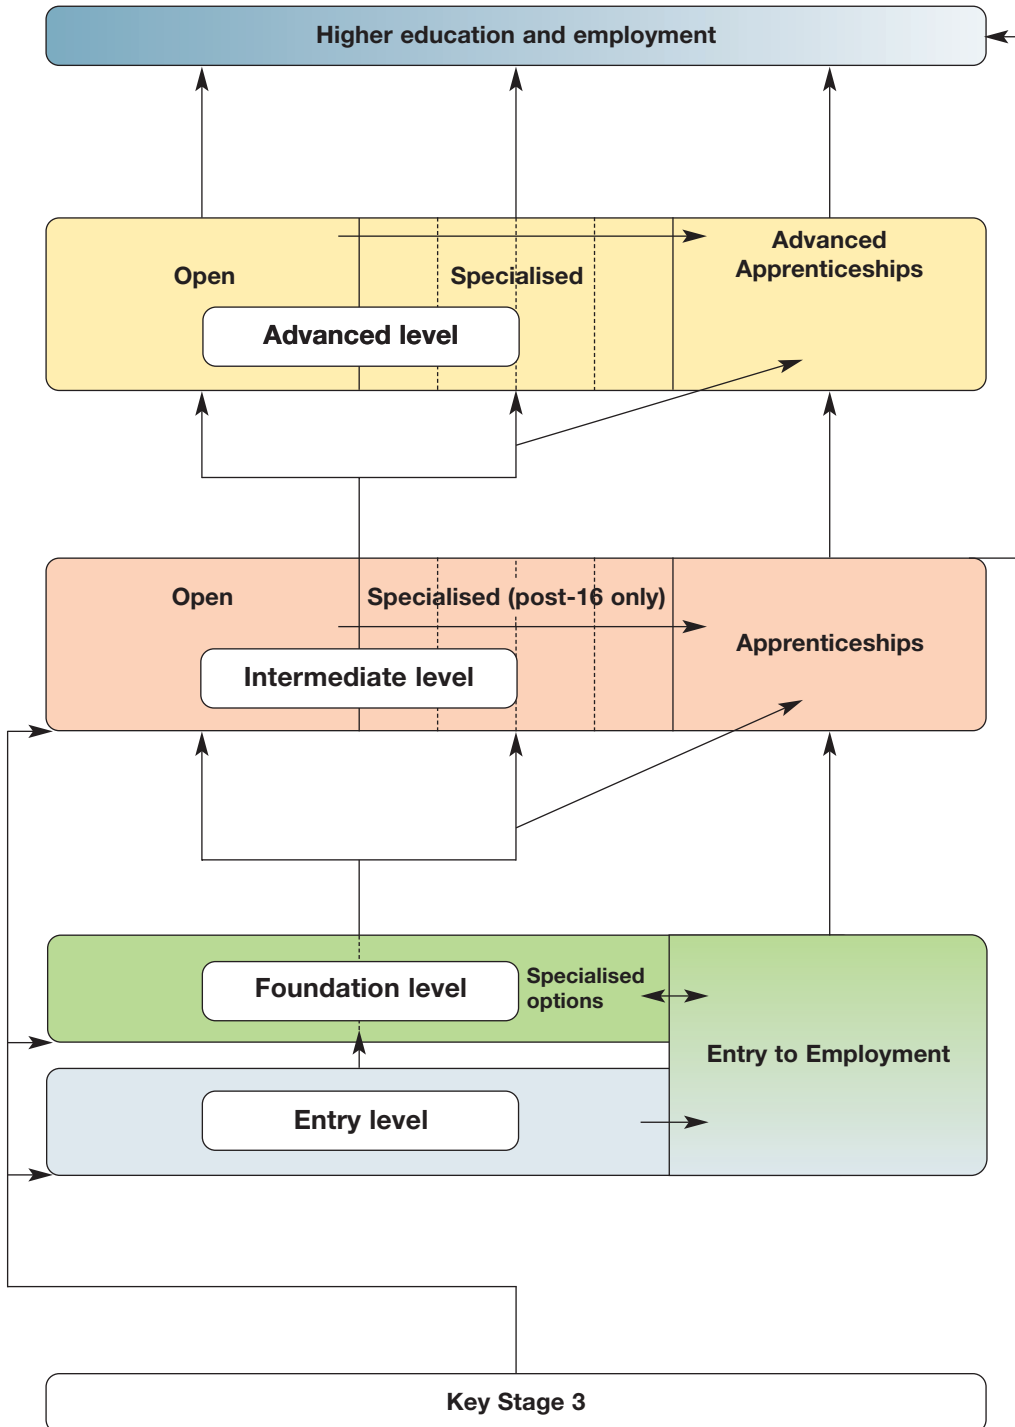 Higher education and employment
Open
Specialised
Advanced
Apprenticeships
Advanced level
Open
Specialised (post-16 only)
Apprenticeships
Intermediate level
Foundation level
Specialised
options
Entry to Employment
Entry level
Key Stage 3